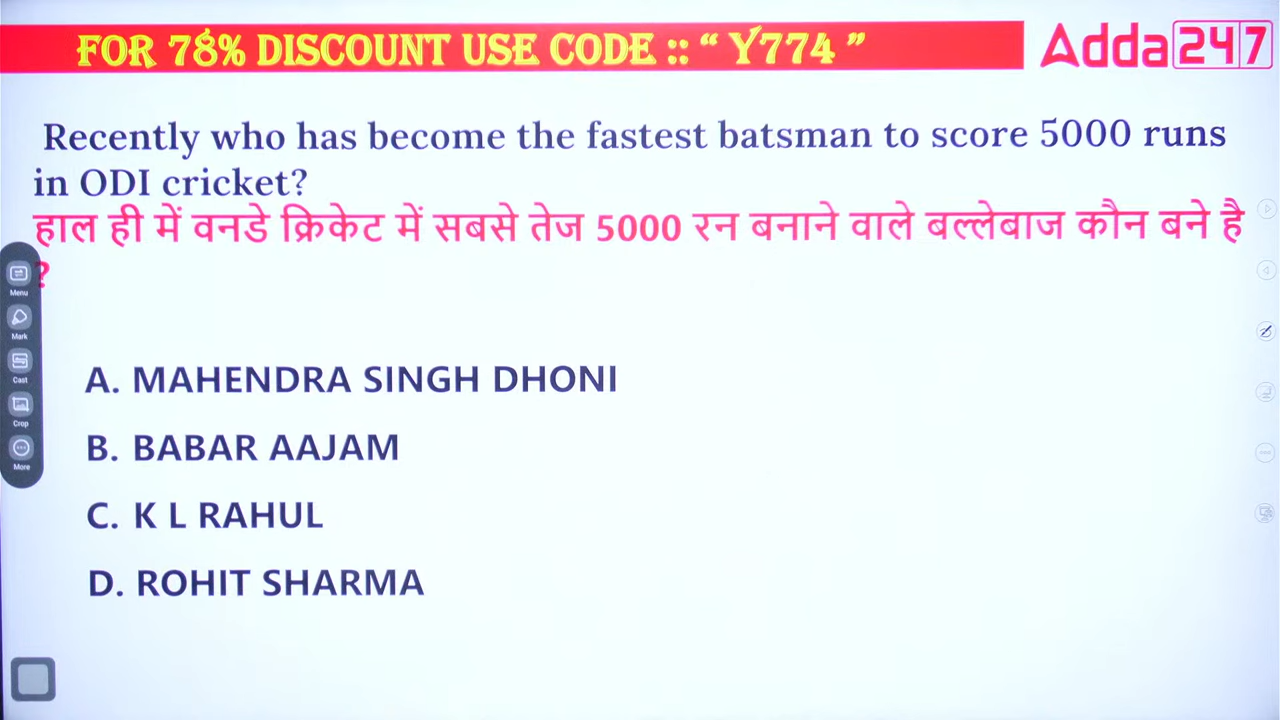 FOR 78% DISCOUNT USE CODE :: “ Y774 ”
Adda247
Recently who has become the fastest batsman to score 5000 runs
in ODI cricket?
हाल ही में वनडे क्रिकेट में सबसे तेज 5000 रन बनाने वाले बल्लेबाज कौन बने है
?
Menu
Mark
Cast
Crop
More
A. MAHENDRA SINGH DHONI
B. BABAR AAJAM
C. K L RAHUL
D. ROHIT SHARMA